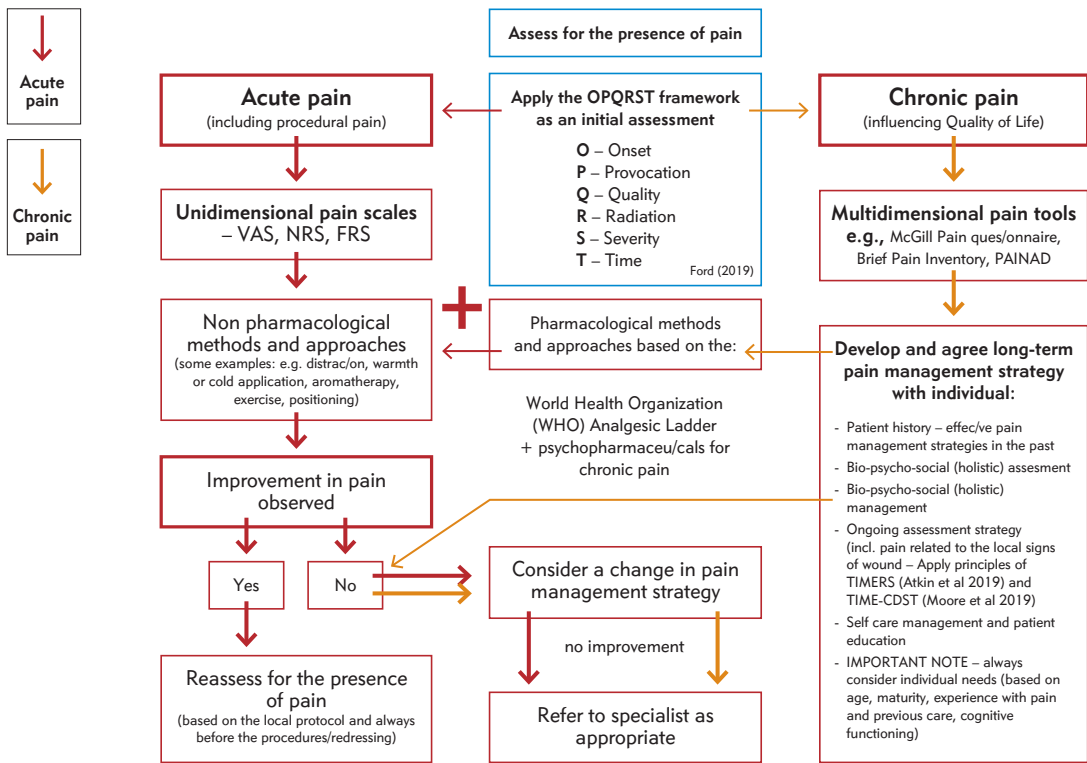 Acute
pain
Chronic
pain
Assess for the presence of pain
Acute pain
(including procedural pain)
Apply the OPQRST framework
as an initial assessment
O – Onset
P – Provocation
Q – Quality
R – Radiation
S – Severity
T – Time
Ford (2019)
Chronic pain
(influencing Quality of Life)
Unidimensional pain scales
– VAS, NRS, FRS
Multidimensional pain tools
e.g., McGill Pain ques/onnaire,
Brief Pain Inventory, PAINAD
Non pharmacological
methods and approaches
(some examples: e.g. distrac/on, warmth
or cold application, aromatherapy,
exercise, positioning)
+
Pharmacological methods
and approaches based on the:
World Health Organization
(WHO) Analgesic Ladder
+ psychopharmaceu/cals for
chronic pain
Develop and agree long-term
pain management strategy
with individual:
- Patient history – effec/ve pain
management strategies in the past
- Bio-psycho-social (holistic) assesment
- Bio-psycho-social (holistic)
management
- Ongoing assessment strategy
(incl. pain related to the local signs
of wound – Apply principles of
TIMERS (Atkin et al 2019) and
TIME-CDST (Moore et al 2019)
- Self care management and patient
education
- IMPORTANT NOTE – always
consider individual needs (based on
age, maturity, experience with pain
and previous care, cognitive
functioning)
Improvement in pain
observed
Yes
No
Consider a change in pain
management strategy
no improvement
Reassess for the presence
of pain
(based on the local protocol and always
before the procedures/redressing)
Refer to specialist as
appropriate